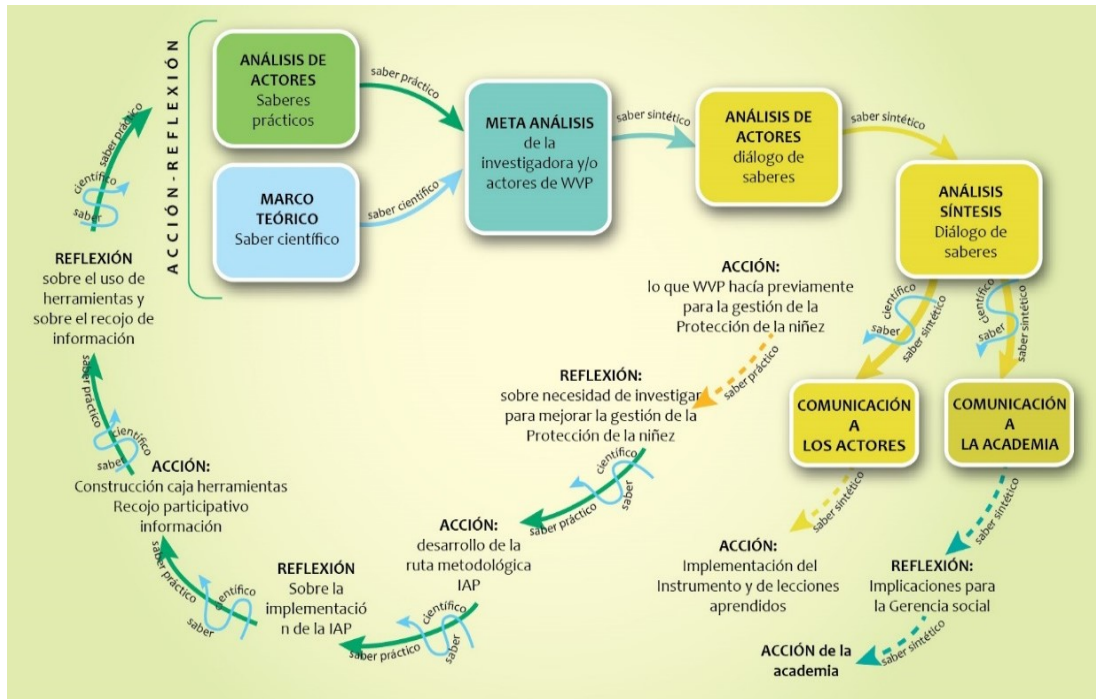 ACCIÓN-REFLEXIÓN
ANÁLISIS DE
ACTORES
Saberes
prácticos
saber práctico
MARCO
TEÓRICO
Saber científico
saber científico
META ANÁLISIS
de la
investigadora y/o
actores de WVP
saber sintético
ANÁLISIS DE
ACTORES
diálogo de
saberes
saber sintético
ANÁLISIS
SÍNTESIS
Diálogo de
saberes
saber científico
saber sintético
saber científico
saber sintético
COMUNICACIÓN
A
LOS ACTORES
COMUNICACIÓN
A
LA ACADEMIA
saber sintético
saber sintético
ACCIÓN:
Implementación del
Instrumento y de lecciones
aprendidos
REFLEXIÓN:
Implicaciones para
la Gerencia social
saber sintético
ACCIÓN de la
academia
ACCIÓN:
lo que WVP hacía previamente
para la gestión de la
Protección de la niñez
saber práctico
REFLEXIÓN:
sobre necesidad de investigar
para mejorar la gestión de la
Protección de la niñez
saber científico
saber práctico
ACCIÓN:
desarrollo de la
ruta metodológica
IAP
saber científico
saber práctico
REFLEXIÓN
Sobre la
implementació
n de la IAP
saber científico
saber práctico
ACCIÓN:
Construcción caja herramientas
Recojo participativo
información
saber científico
saber práctico
REFLEXIÓN
sobre el uso de
herramientas y
sobre el recojo de
información
saber científico
saber práctico